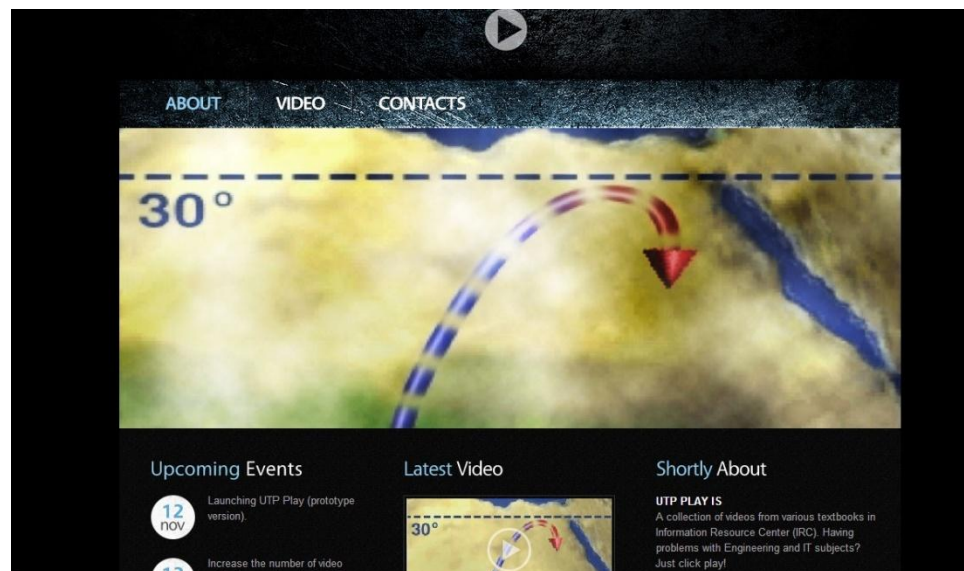 ABOUT VIDEO CONTACTS
30°
Upcoming Events
12
nov
Launching UTP Play (prototype
version).
Increase the number of video
Latest Video
30°
Shortly About
UTP PLAY IS
A collection of videos from various textbooks in
Information Resource Center (IRC). Having
problems with Engineering and IT subjects?
Just click play!